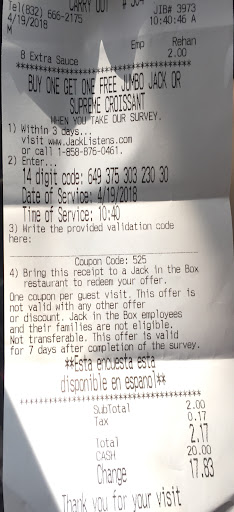 CARRY OUT
Tel(832) 666-2175 JIB# 3973
4/19/2018 10:40:46 A
M
Emp Rehan
8 Extra Sauce 2.00
BUY ONE GET ONE FREE JUMBO JACK OR
SUPREME CROISSANT
WHEN YOU TAKE OUR SURVEY.
1) Within 3 days...
visit www.JackListens.com
or call 1-858-876-0461.
2) Enter...
14 digit code: 649 375 303 230 30
Date of Service: 4/19/2018
Time of Service: 10:40
3) Write the provided validation code
here:
Coupon Code: 525
4) Bring this receipt to a Jack in the Box
restaurant to redeem your offer.
One coupon per guest visit. This offer is
not valid with any other offer
or discount. Jack in the Box employees
and their families are not eligible.
Not transferable. This offer is valid
for 7 days after completion of the survey.
**Esta encuesta esta
disponible en espanol**
SubTotal 2.00
Tax 0.17
Total 2.17
CASH 20.00
Change 17.83
Thank you for your visit